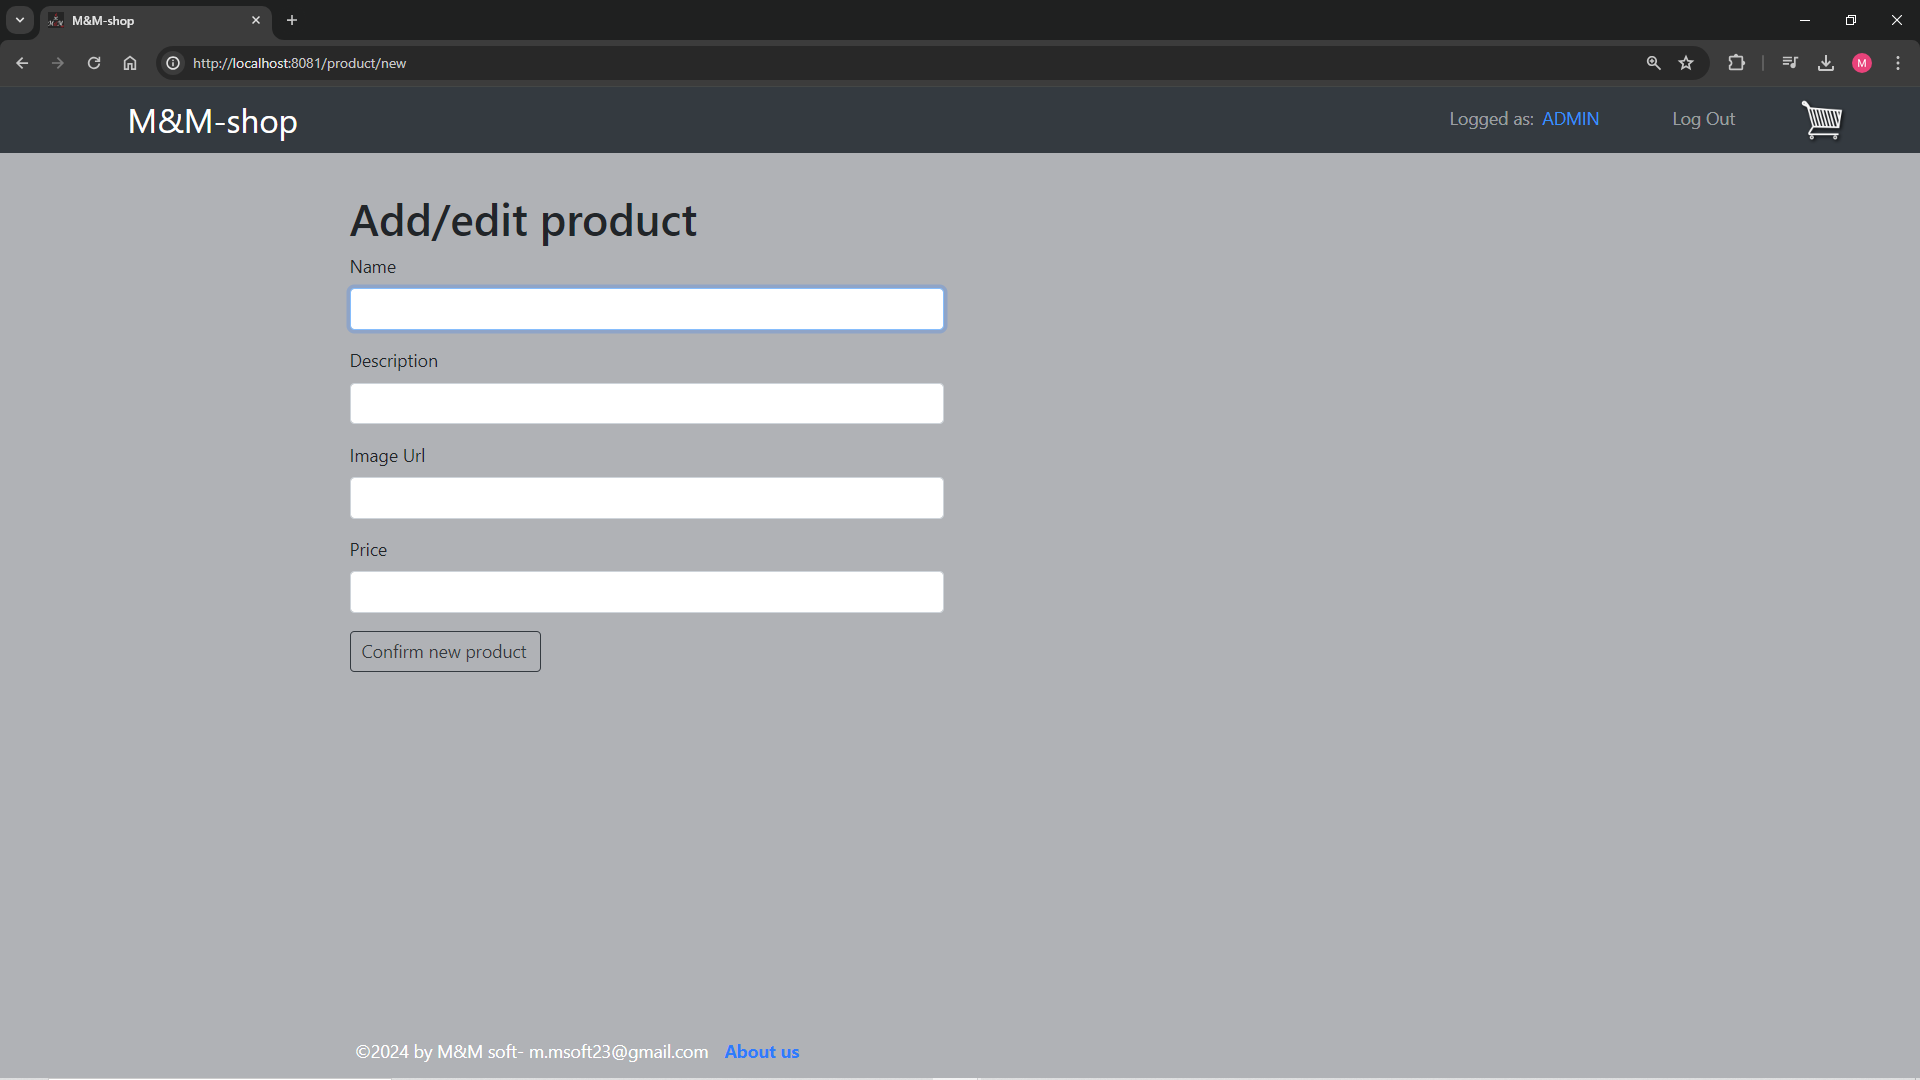 M&M-shop
http://localhost:8081/product/new
M
M&M-shop
Logged as: ADMIN
Log Out
Add/edit product
Name
Description
Image Url
Price
Confirm new product
©2024 by M&M soft- m.msoft23@gmail.com About us